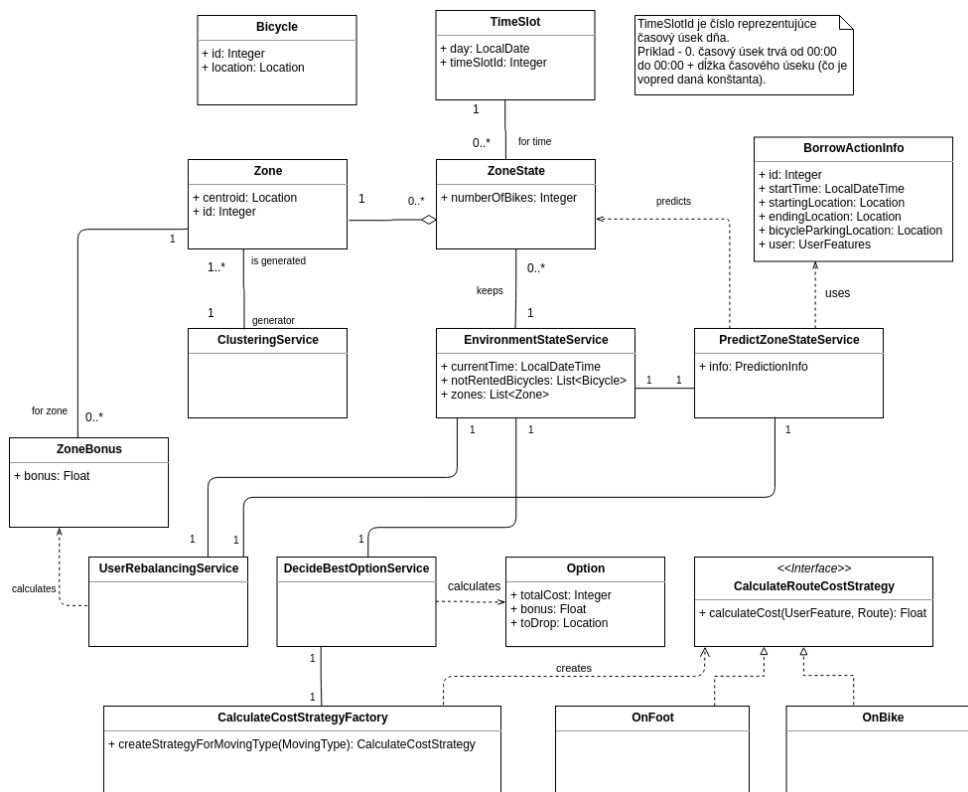 Bicycle
+ id: Integer
+ location: Location
TimeSlot
+ day: LocalDate
+ timeSlotId: Integer
TimeSlotId je číslo reprezentujúce
časový úsek dňa.
Príklad - 0. časový úsek trvá od 00:00
do 00:00 + dĺžka časového úseku (čo je
vopred daná konštanta).
1
0..*
for time
Zone
+ centroid: Location
+ id: Integer
1
0..*
ZoneState
+ numberOfBikes: Integer
predicts
BorrowActionInfo
+ id: Integer
+ startTime: LocalDateTime
+ startingLocation: Location
+ endingLocation: Location
+ bicycleParkingLocation: Location
+ user: UserFeatures
1
1..*
is generated
0..*
keeps
uses
1
generator
1
ClusteringService
EnvironmentStateService
+ currentTime: LocalDateTime
+ notRentedBicycles: List<Bicycle>
+ zones: List<Zone>
1
1
PredictZoneStateService
+ info: PredictionInfo
for zone
0..*
1
1
1
ZoneBonus
+ bonus: Float
1
1
1
calculates
UserRebalancingService
DecideBestOptionService
calculates
Option
+ totalCost: Integer
+ bonus: Float
+ toDrop: Location
<<Interface>>
CalculateRouteCostStrategy
+ calculateCost(UserFeature, Route): Float
1
1
creates
CalculateCostStrategyFactory
+ createStrategyForMovingType(MovingType): CalculateCostStrategy
OnFoot
OnBike